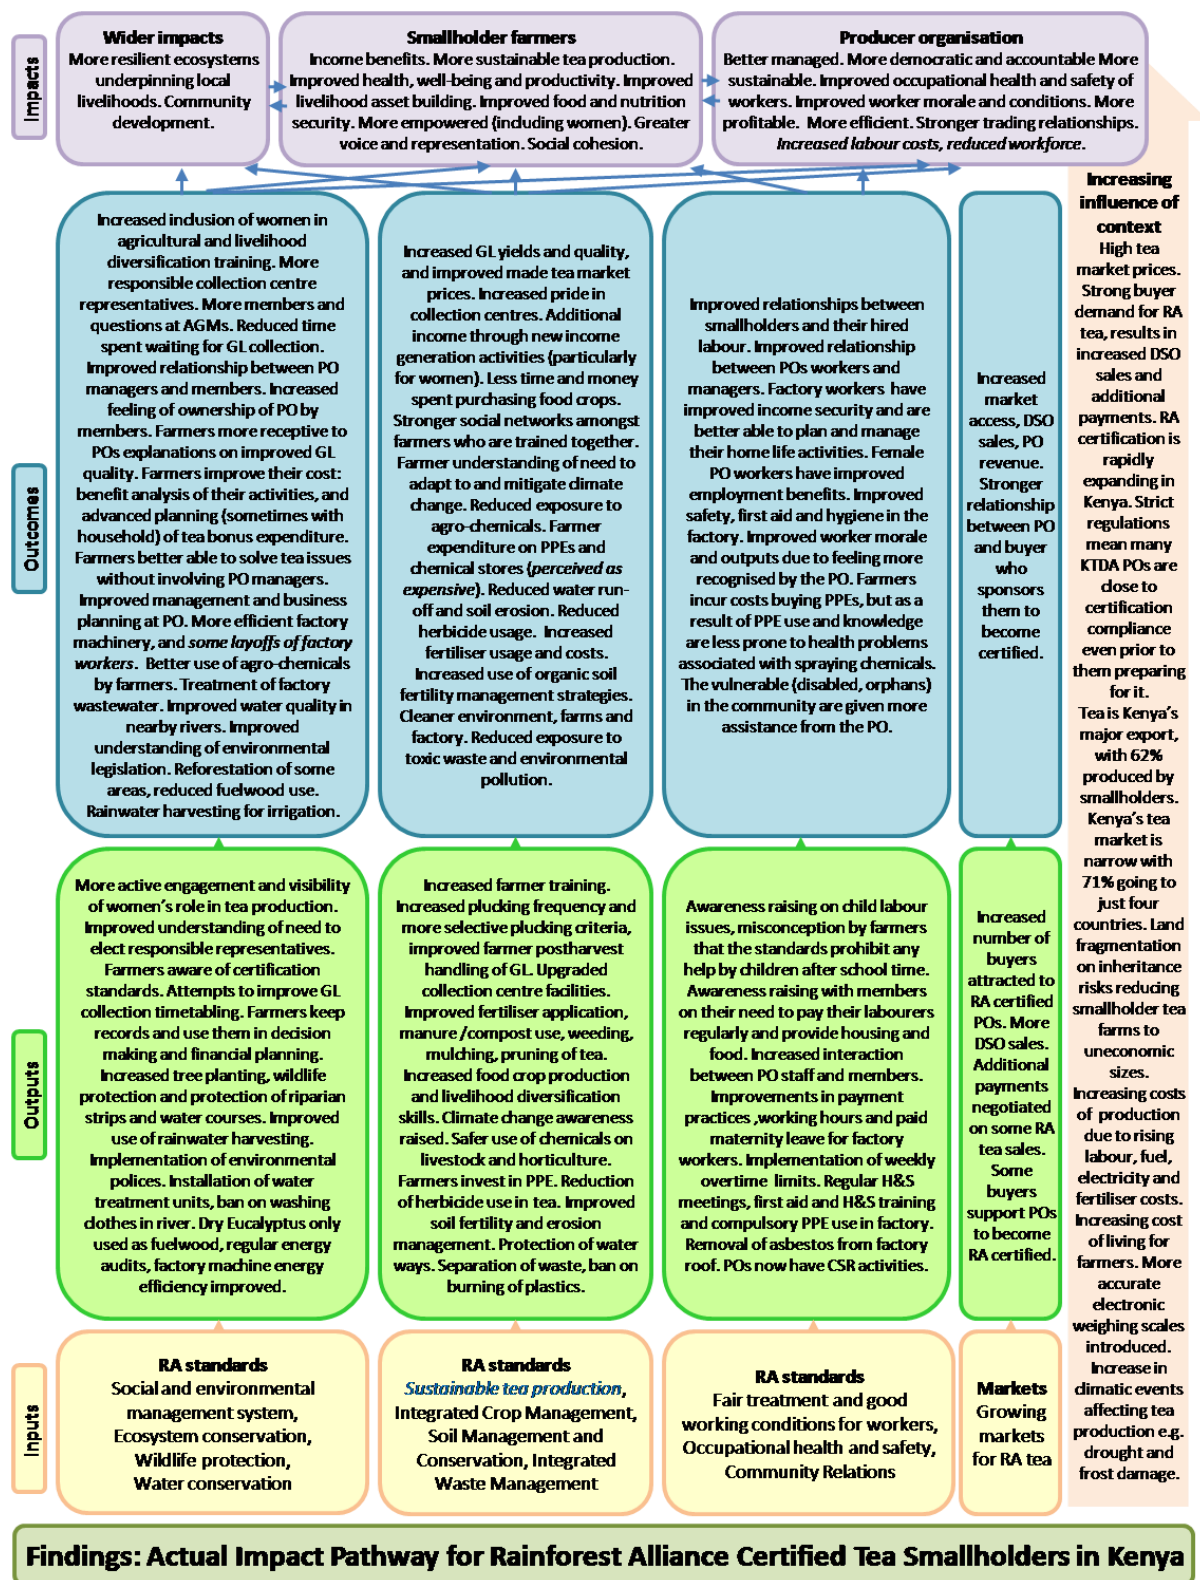 Impacts
Wider impacts
More resilient ecosystems
underpinning local
livelihoods. Community
development.
Smallholder farmers
Income benefits. More sustainable tea production.
Improved health, well-being and productivity. Improved
livelihood asset building. Improved food and nutrition
security. More empowered (including women). Greater
voice and representation. Social cohesion.
Producer organisation
Better managed. More democratic and accountable More
sustainable. Improved occupational health and safety of
workers. Improved worker morale and conditions. More
profitable. More efficient. Stronger trading relationships.
Increased labour costs, reduced workforce.
Outcomes
Increased inclusion of women in
agricultural and livelihood
diversification training. More
responsible collection centre
representatives. More members and
questions at AGMs. Reduced time
spent waiting for GL collection.
Improved relationship between PO
managers and members. Increased
feeling of ownership of PO by
members. Farmers more receptive to
POs explanations on improved GL
quality. Farmers improve their cost:
benefit analysis of their activities, and
advanced planning (sometimes with
household) of tea bonus expenditure.
Farmers better able to solve tea issues
without involving PO managers.
Improved management and business
planning at PO. More efficient factory
machinery, and some layoffs of factory
workers. Better use of agro-chemicals
by farmers. Treatment of factory
wastewater. Improved water quality in
nearby rivers. Improved
understanding of environmental
legislation. Reforestation of some
areas, reduced fuelwood use.
Rainwater harvesting for irrigation.
Increased GL yields and quality,
and improved made tea market
prices. Increased pride in
collection centres. Additional
income through new income
generation activities (particularly
for women). Less time and money
spent purchasing food crops.
Stronger social networks amongst
farmers who are trained together.
Farmer understanding of need to
adapt to and mitigate climate
change. Reduced exposure to
agro-chemicals. Farmer
expenditure on PPEs and
chemical stores (perceived as
expensive). Reduced water run-
off and soil erosion. Reduced
herbicide usage. Increased
fertiliser usage and costs.
Increased use of organic soil
fertility management strategies.
Cleaner environment, farms and
factory. Reduced exposure to
toxic waste and environmental
pollution.
Improved relationships between
smallholders and their hired
labour. Improved relationship
between POs workers and
managers. Factory workers have
improved income security and are
better able to plan and manage
their home life activities. Female
PO workers have improved
employment benefits. Improved
safety, first aid and hygiene in the
factory. Improved worker morale
and outputs due to feeling more
recognised by the PO. Farmers
incur costs buying PPEs, but as a
result of PPE use and knowledge
are less prone to health problems
associated with spraying chemicals.
The vulnerable (disabled, orphans)
in the community are given more
assistance from the PO.
Increased
market
access, DSO
sales, PO
revenue.
Stronger
relationship
between PO
and buyer
who
sponsors
them to
become
certified.
Outputs
More active engagement and visibility
of women's role in tea production.
Improved understanding of need to
elect responsible representatives.
Farmers aware of certification
standards. Attempts to improve GL
collection timetabling. Farmers keep
records and use them in decision
making and financial planning.
Increased tree planting, wildlife
protection and protection of riparian
strips and water courses. Improved
use of rainwater harvesting.
Implementation of environmental
polices. Installation of water
treatment units, ban on washing
clothes in river. Dry Eucalyptus only
used as fuelwood, regular energy
audits, factory machine energy
efficiency improved.
Increased farmer training.
Increased plucking frequency and
more selective plucking criteria,
improved farmer postharvest
handling of GL. Upgraded
collection centre facilities.
Improved fertiliser application,
manure /compost use, weeding,
mulching, pruning of tea.
Increased food crop production
and livelihood diversification
skills. Climate change awareness
raised. Safer use of chemicals on
livestock and horticulture.
Farmers invest in PPE. Reduction
of herbicide use in tea. Improved
soil fertility and erosion
management. Protection of water
ways. Separation of waste, ban on
burning of plastics.
Awareness raising on child labour
issues, misconception by farmers
that the standards prohibit any
help by children after school time.
Awareness raising with members
on their need to pay their labourers
regularly and provide housing and
food. Increased interaction
between PO staff and members.
Improvements in payment
practices ,working hours and paid
maternity leave for factory
workers. Implementation of weekly
overtime limits. Regular H&S
meetings, first aid and H&S training
and compulsory PPE use in factory.
Removal of asbestos from factory
roof. POs now have CSR activities.
Increased
number of
buyers
attracted to
RA certified
POs. More
DSO sales.
Additional
payments
negotiated
on some RA
tea sales.
Some
buyers
support POs
to become
RA certified.
Inputs
RA standards
Social and environmental
management system,
Ecosystem conservation,
Wildlife protection,
Water conservation
RA standards
Sustainable tea production,
Integrated Crop Management,
Soil Management and
Conservation, Integrated
Waste Management
RA standards
Fair treatment and good
working conditions for workers,
Occupational health and safety,
Community Relations
Markets
Growing
markets
for RA tea
Increasing
influence of
context
High tea
market prices.
Strong buyer
demand for RA
tea, results in
increased DSO
sales and
additional
payments. RA
certification is
rapidly
expanding in
Kenya. Strict
regulations
mean many
KTDA POs are
close to
certification
compliance
even prior to
them preparing
for it.
Tea is Kenya's
major export,
with 62%
produced by
smallholders.
Kenya's tea
market is
narrow with
71% going to
just four
countries. Land
fragmentation
on inheritance
risks reducing
smallholder tea
farms to
uneconomic
sizes.
Increasing costs
of production
due to rising
labour, fuel,
electricity and
fertiliser costs.
Increasing cost
of living for
farmers. More
accurate
electronic
weighing scales
introduced.
Increase in
climatic events
affecting tea
production e.g.
drought and
frost damage.
Findings: Actual Impact Pathway for Rainforest Alliance Certified Tea Smallholders in Kenya